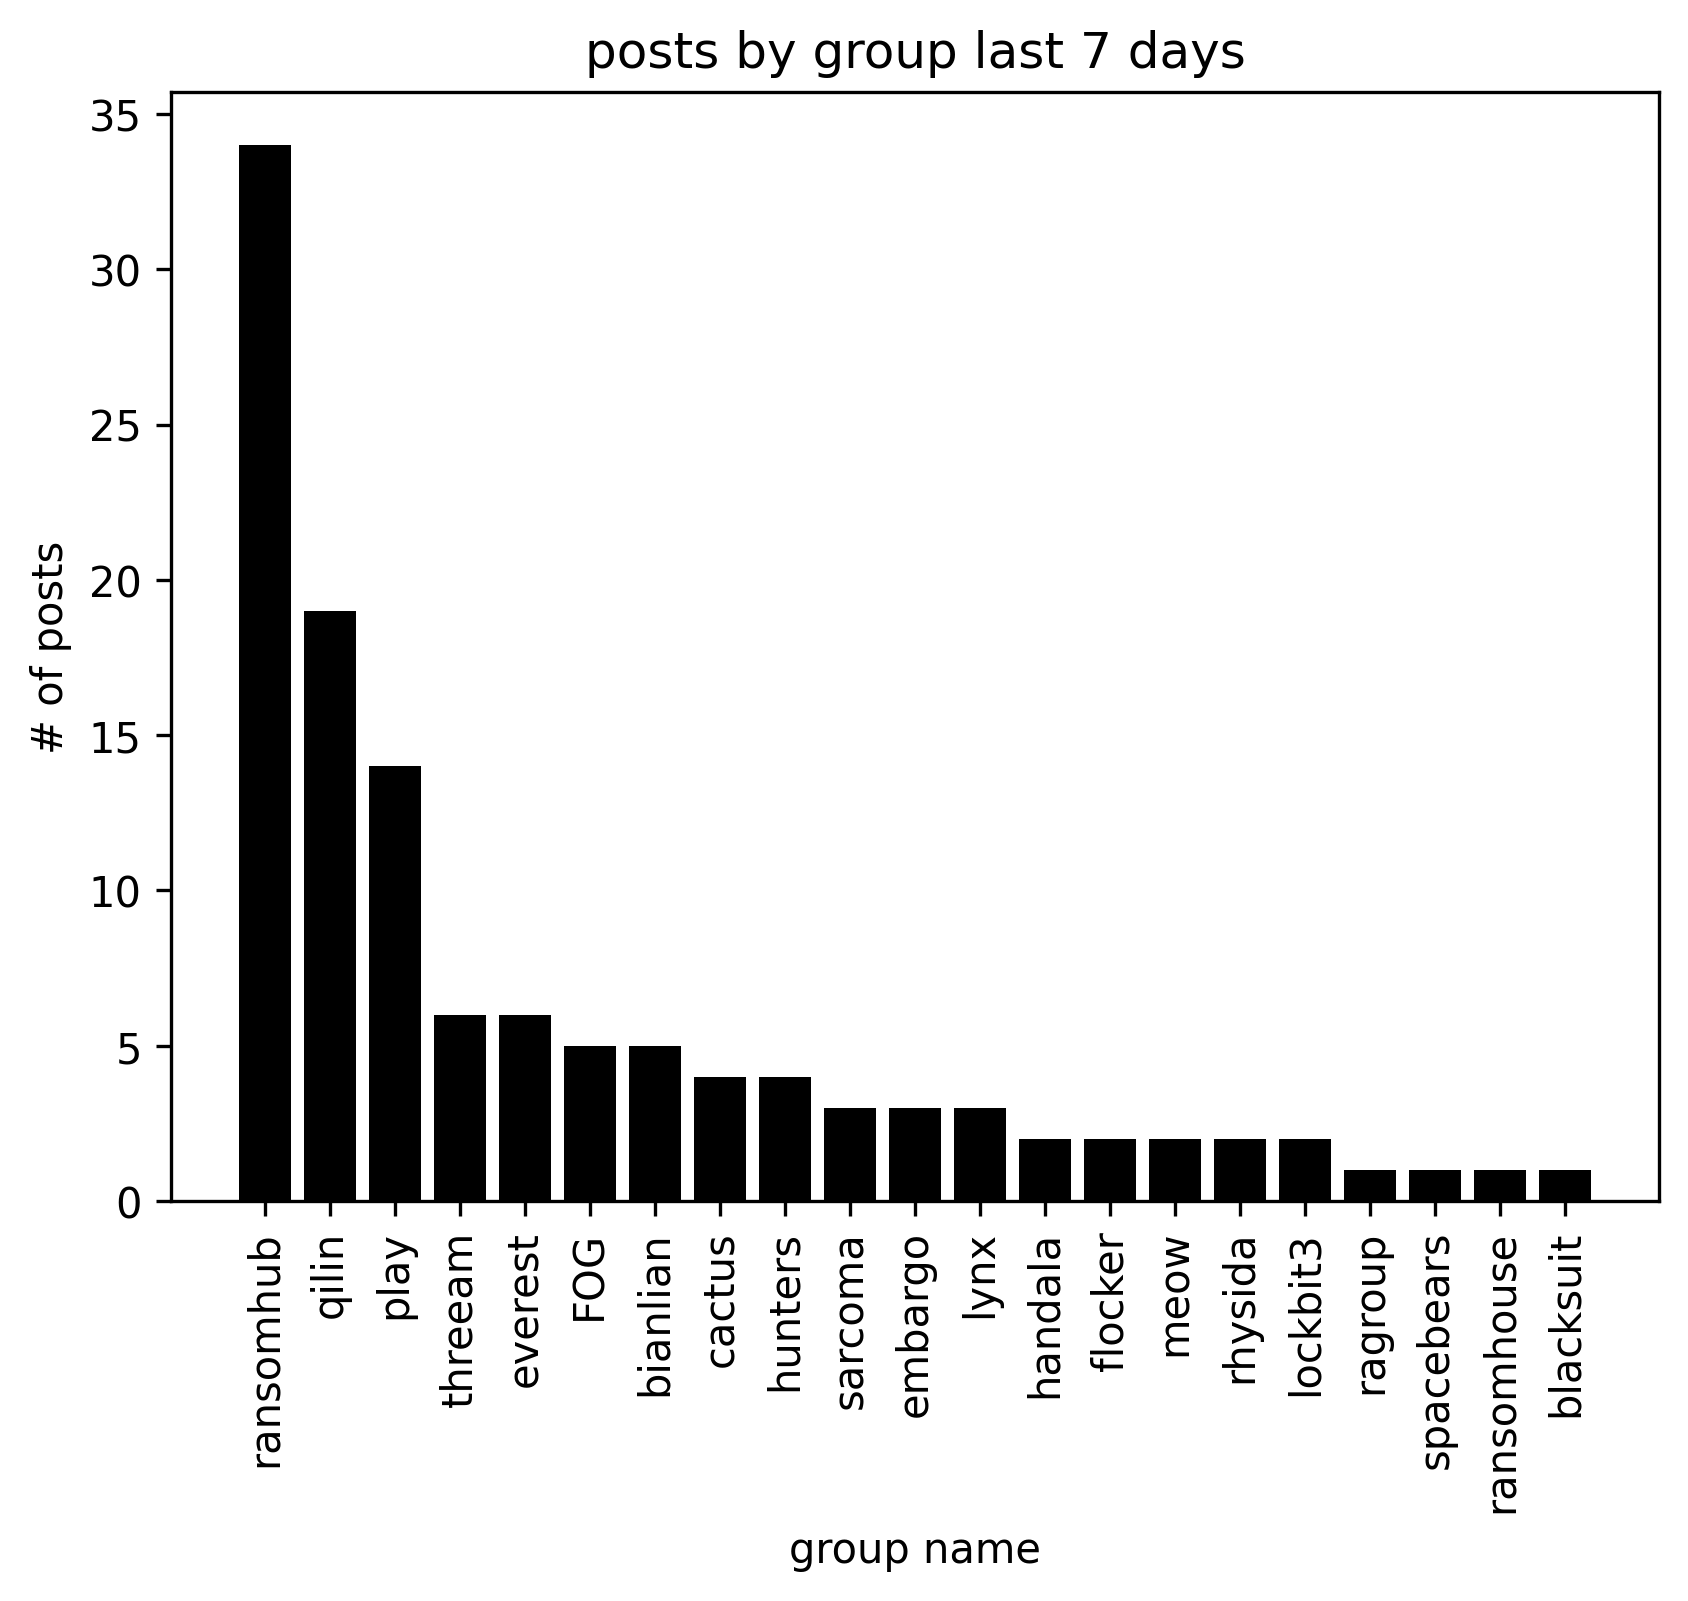 posts by group last 7 days
# of posts
35
30
25
20
15
10
5
0
ransomhub
qilin
play
threeam
everest
FOG
bianlian
cactus
hunters
sarcoma
embargo
lynx
handala
flocker
meow
rhysida
lockbit3
ragroup
spacebears
ransomhouse
blacksuit
group name